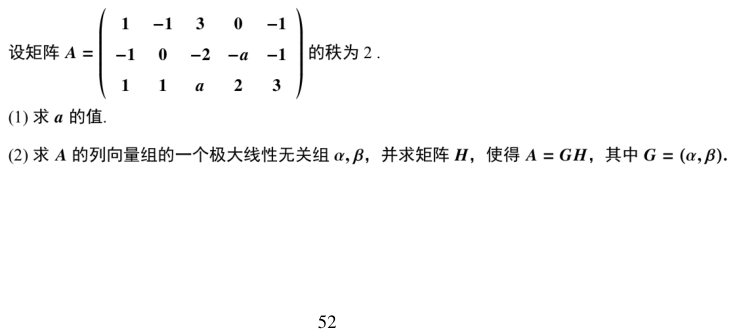 设矩阵 A = ( 1 −1 3 0 −1
−1 0 −2 −a −1
1 1 a 2 3 ) 的秩为 2 .
(1) 求 a 的值.
(2) 求 A 的列向量组的一个极大线性无关组 α, β，并求矩阵 H，使得 A = GH，其中 G = (α, β).
52